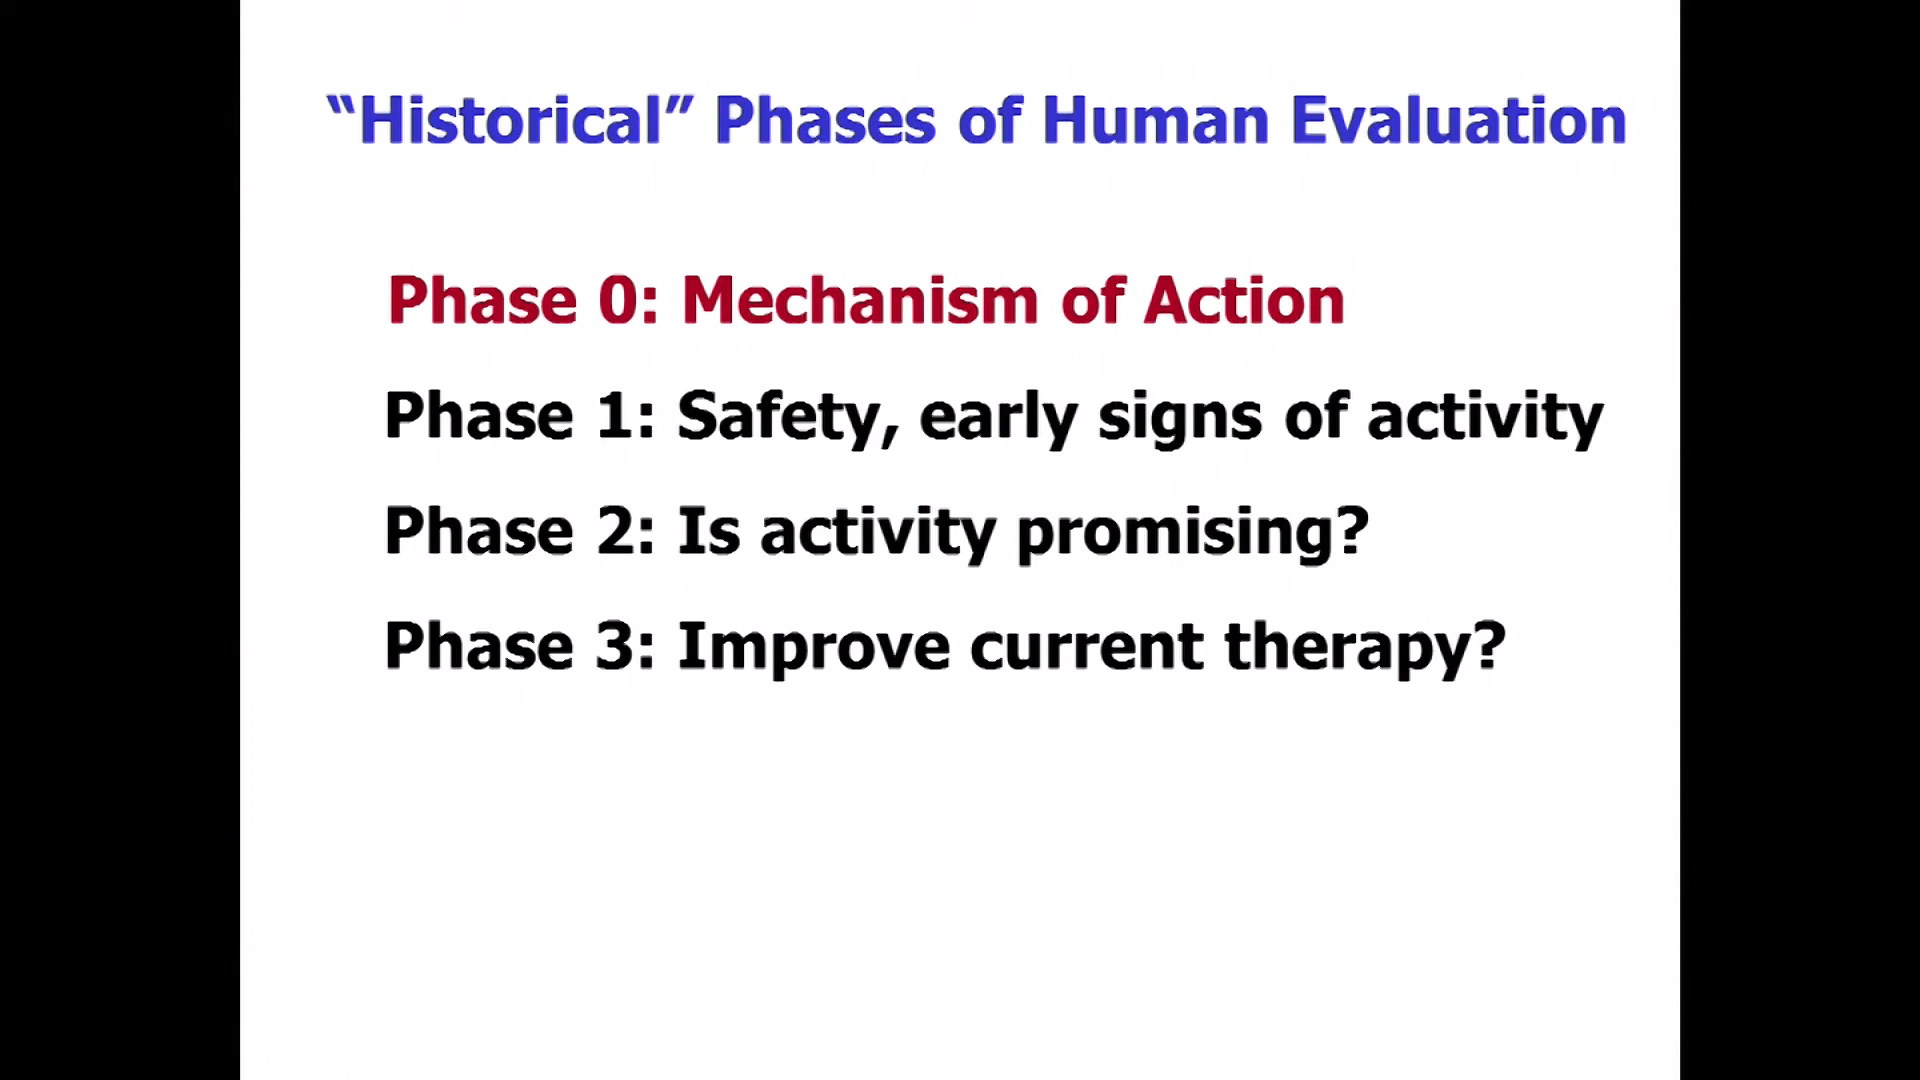 “Historical” Phases of Human Evaluation
Phase 0: Mechanism of Action
Phase 1: Safety, early signs of activity
Phase 2: Is activity promising?
Phase 3: Improve current therapy?